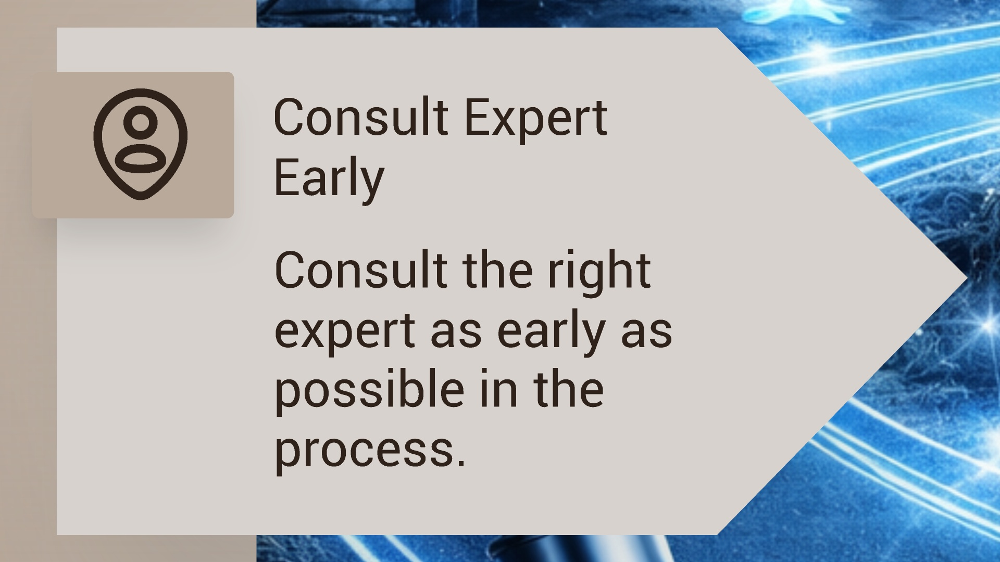 Consult Expert
Early
Consult the right
expert as early as
possible in the
process.